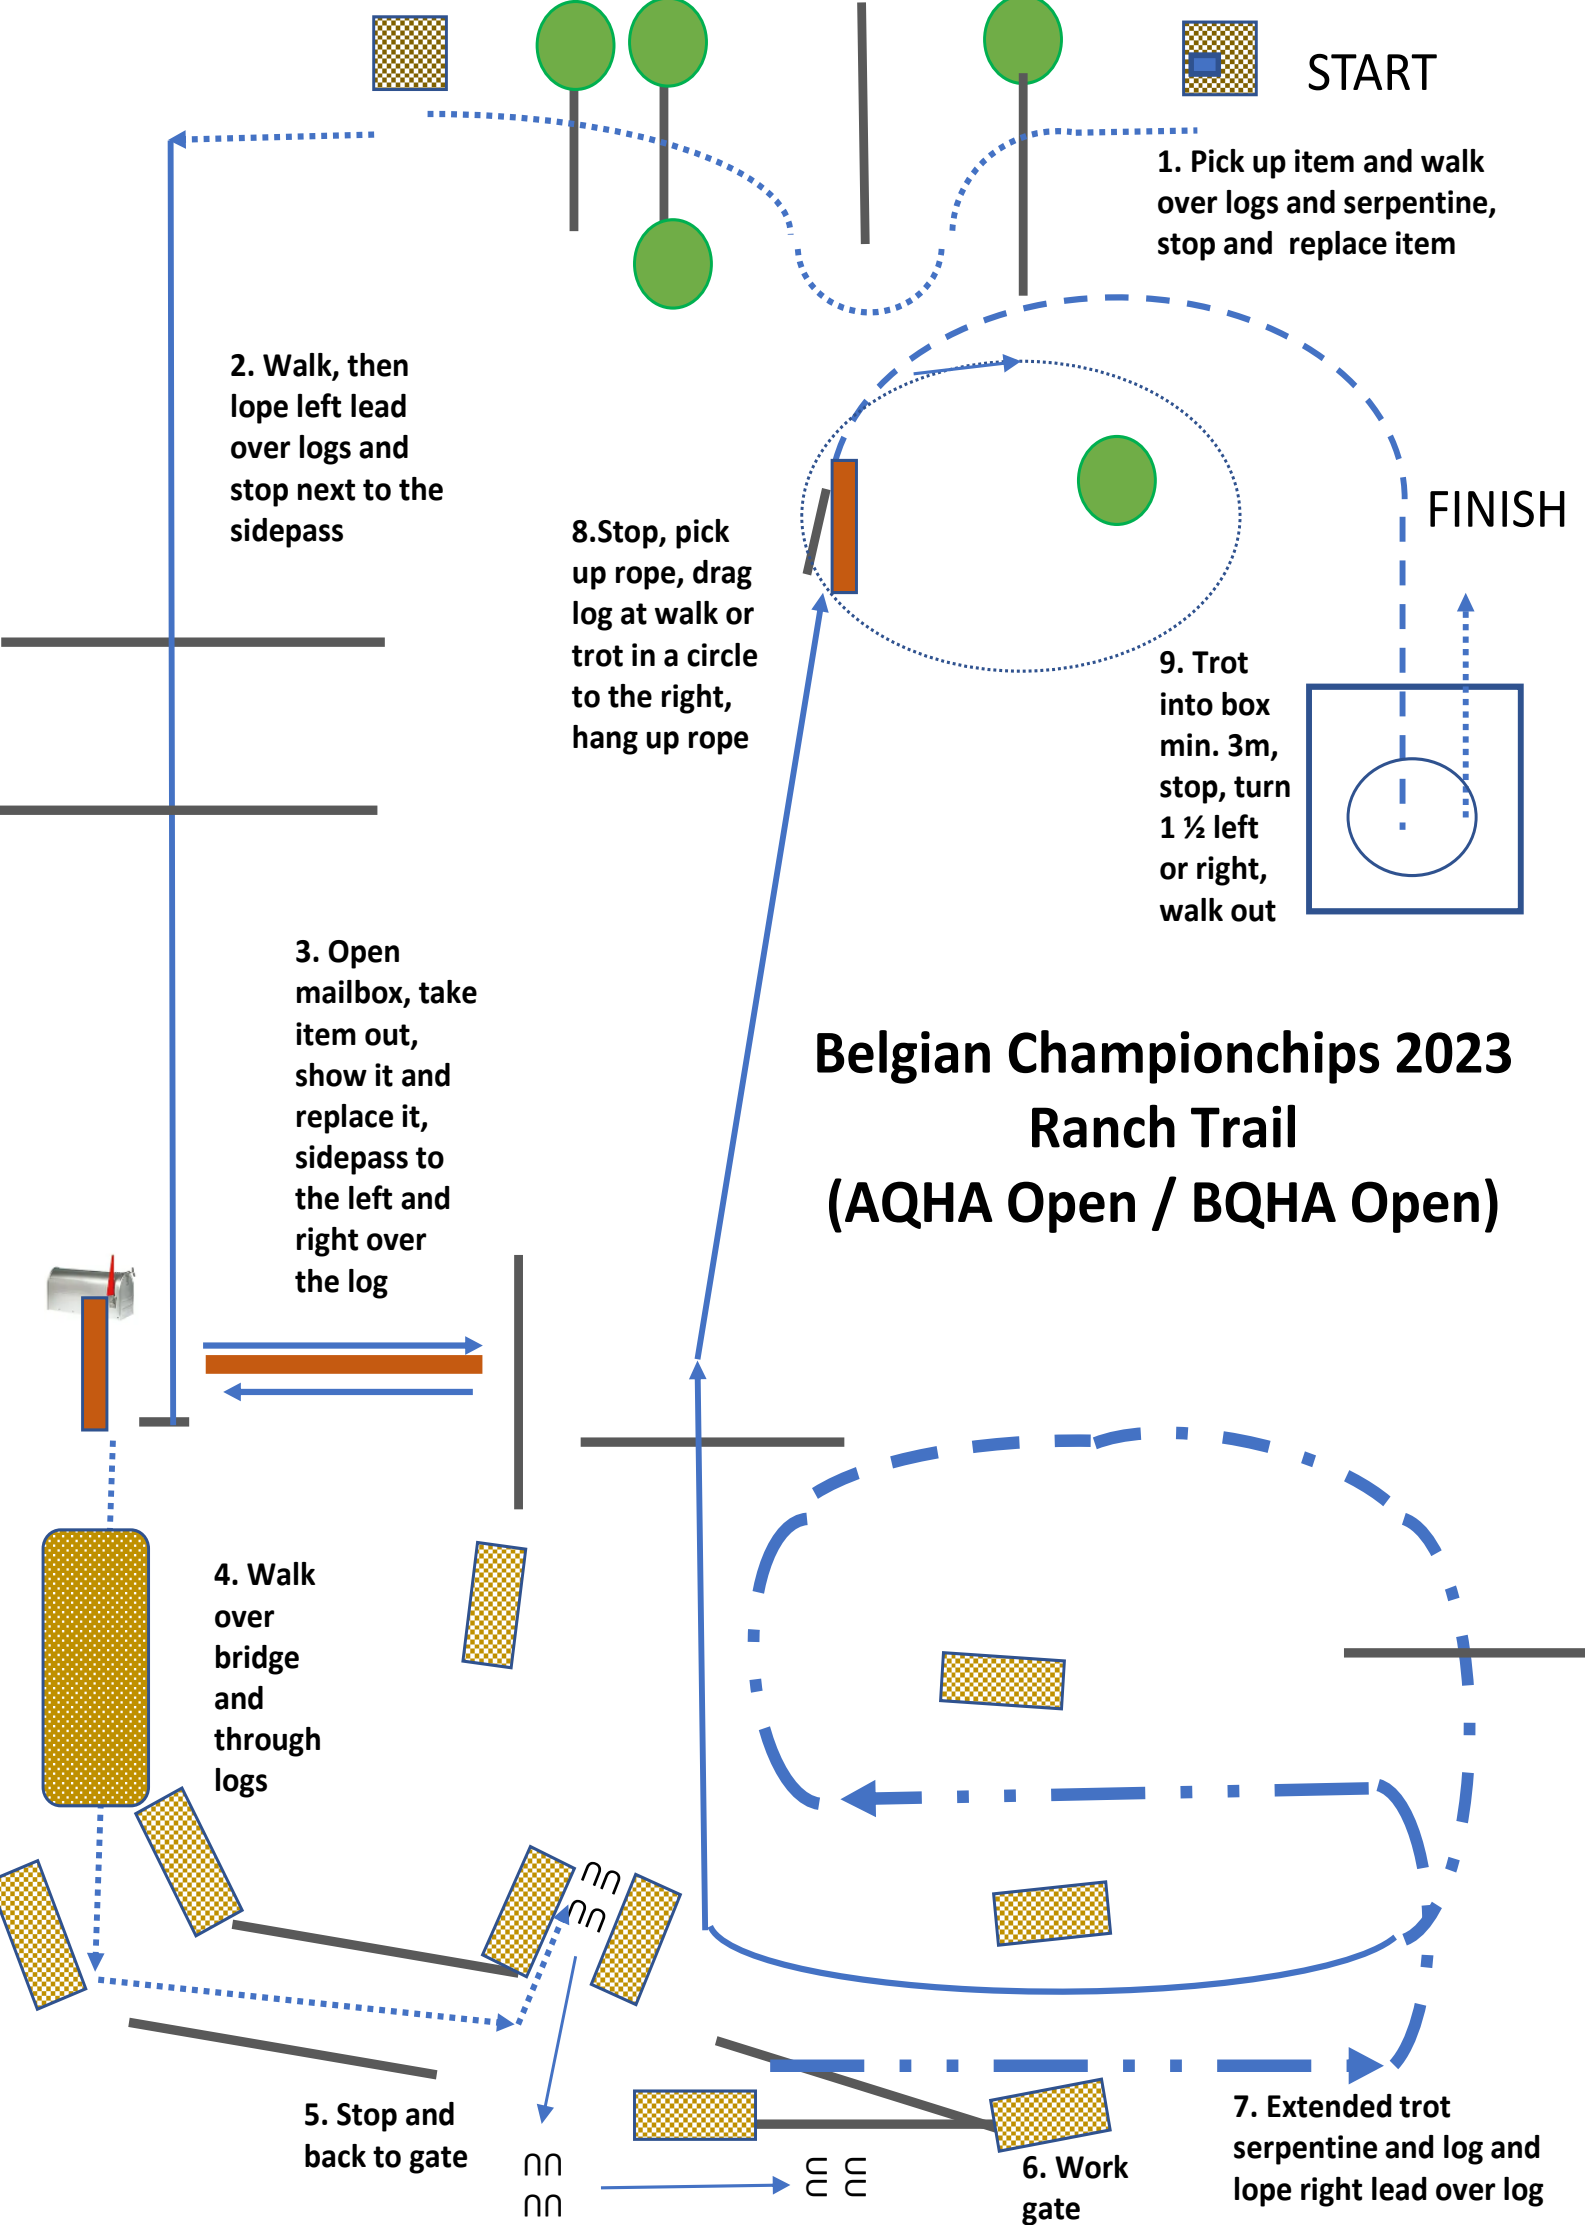 START
1. Pick up item and walk
over logs and serpentine,
stop and replace item
2. Walk, then
lope left lead
over logs and
stop next to the
sidepass
FINISH
8.Stop, pick
up rope, drag
log at walk or
trot in a circle
to the right,
hang up rope
9. Trot
into box
min. 3m,
stop, turn
1 ½ left
or right,
walk out
3. Open
mailbox, take
item out,
show it and
replace it,
sidepass to
the left and
right over
the log
Belgian Championchips 2023
Ranch Trail
(AQHA Open / BQHA Open)
4. Walk
over
bridge
and
through
logs
5. Stop and
back to gate
6. Work
gate
7. Extended trot
serpentine and log and
lope right lead over log